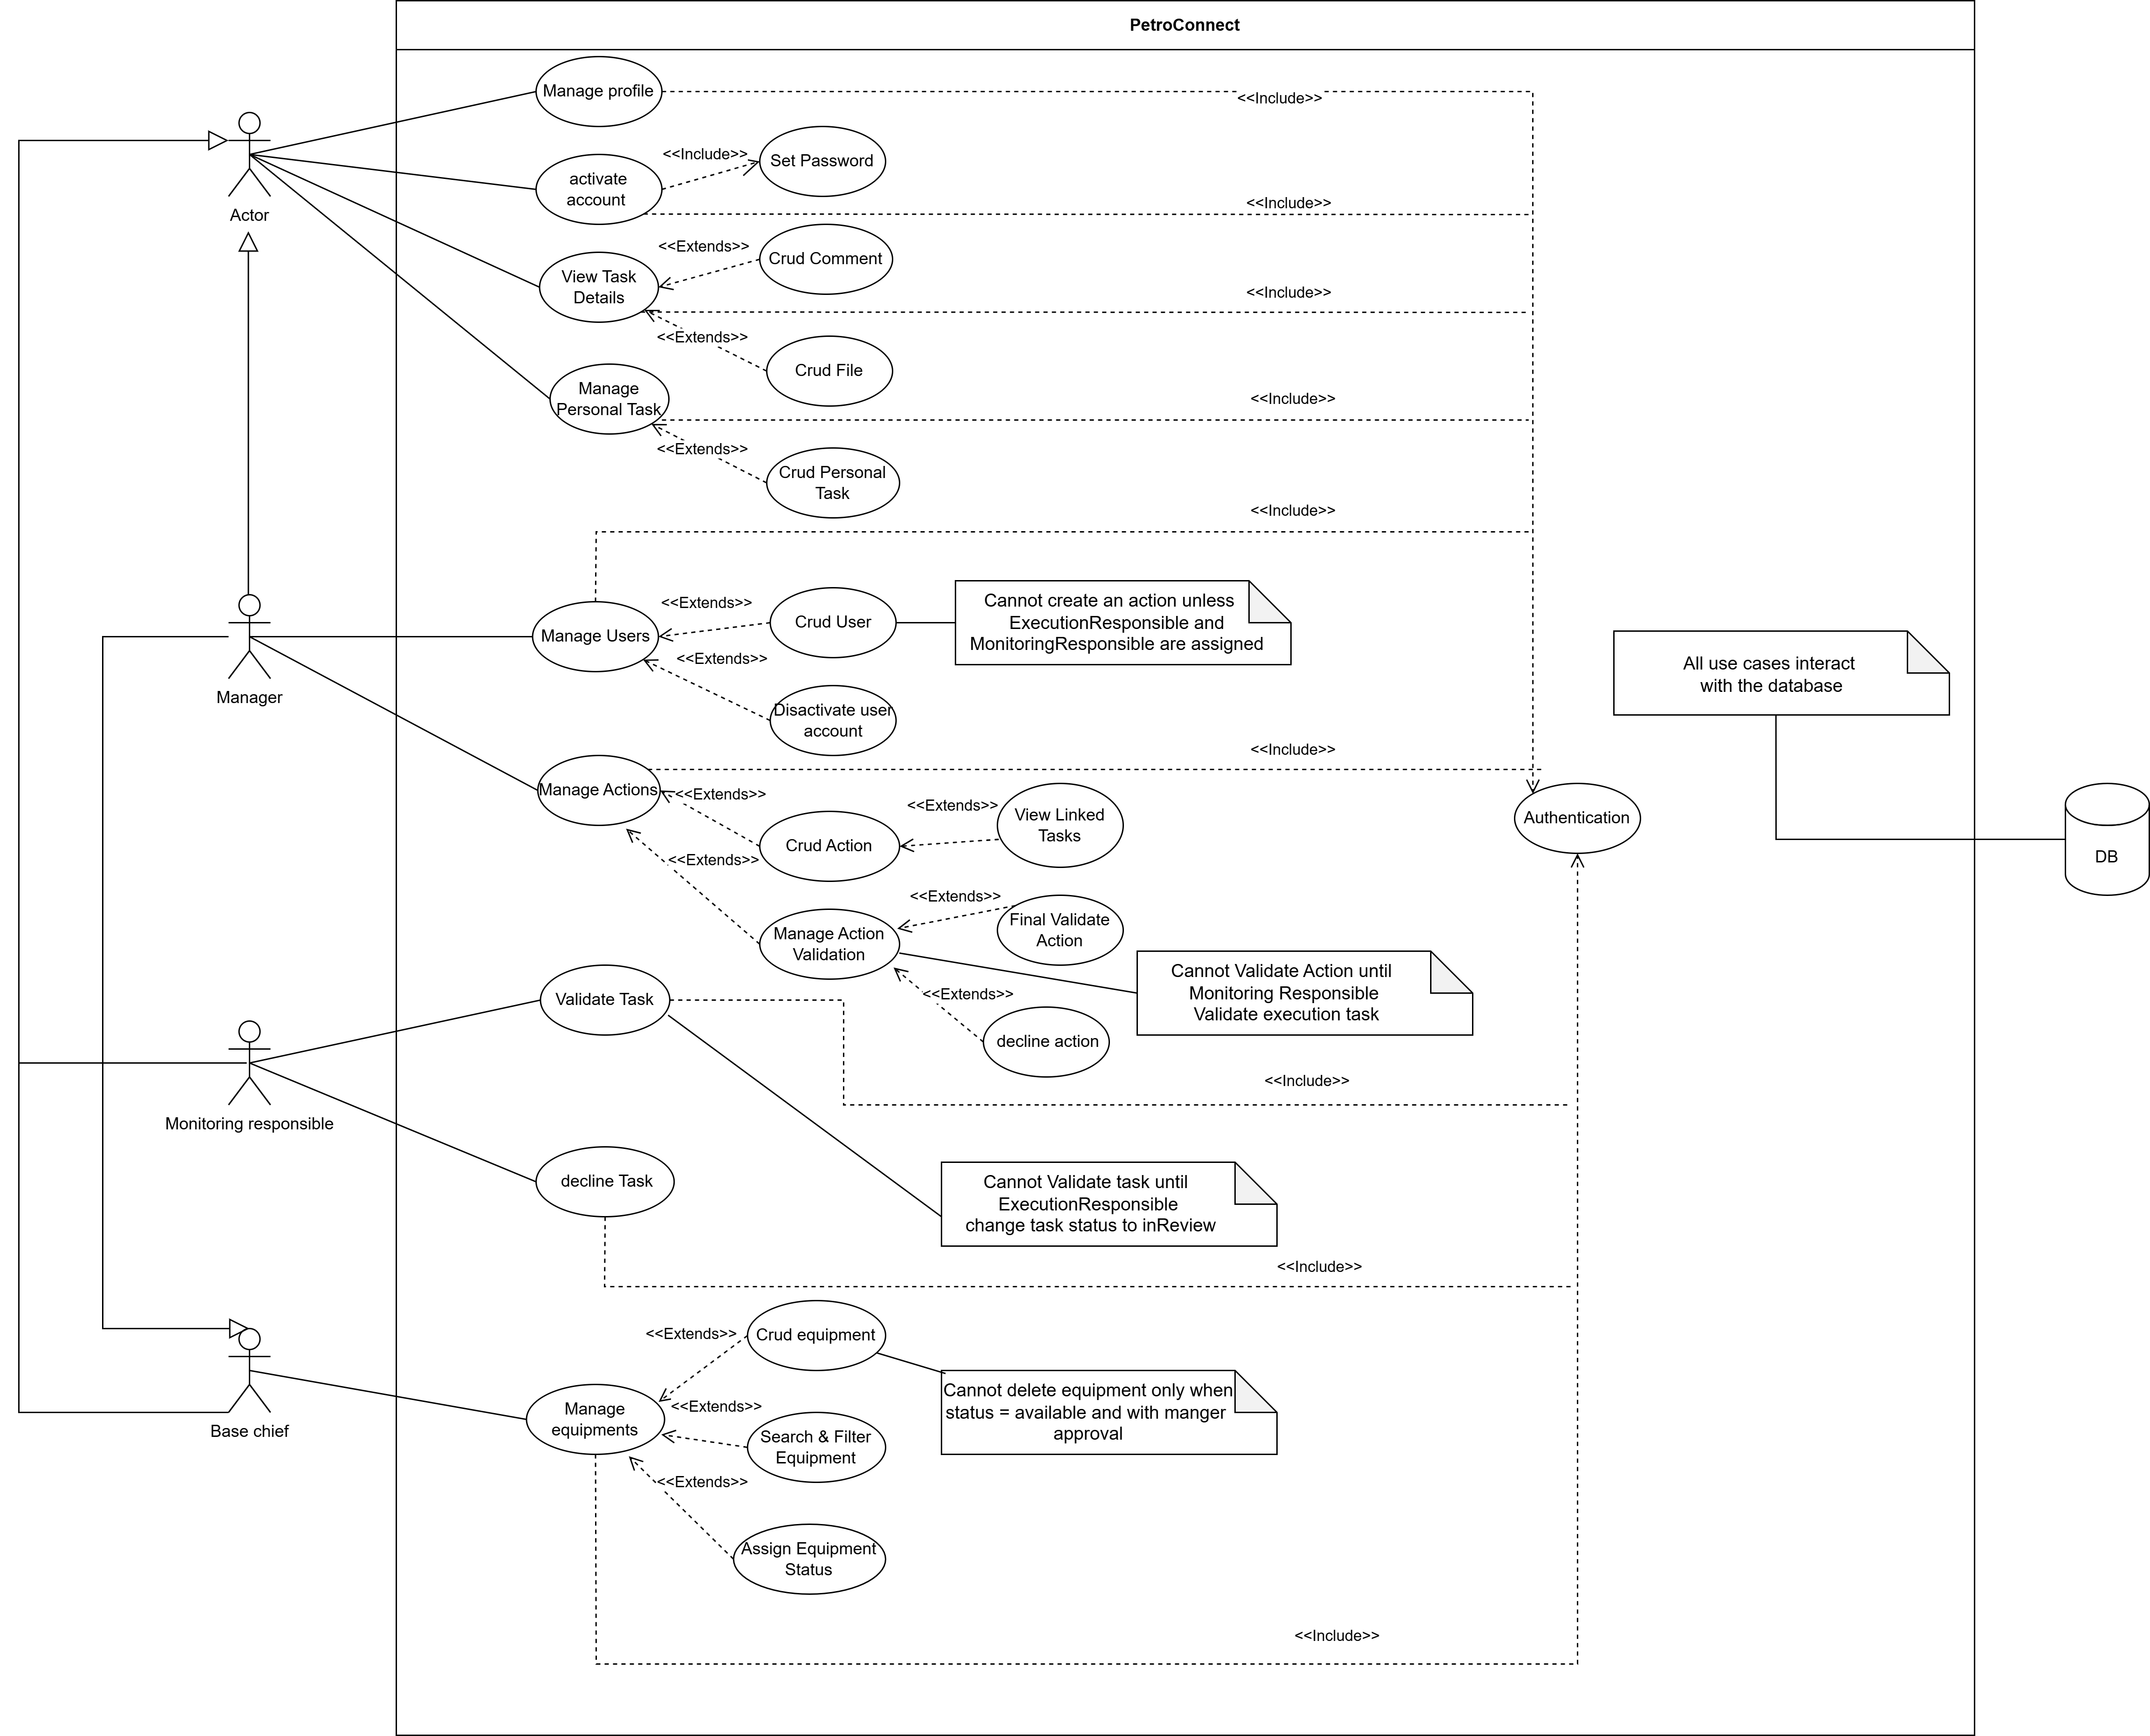 PetroConnect
Manage profile
<<Include>>
Actor
activate
account
<<Include>>
Set Password
<<Include>>
View Task
Details
<<Extends>>
Crud Comment
<<Include>>
<<Extends>>
Crud File
Manage
Personal Task
<<Include>>
<<Extends>>
Crud Personal
Task
<<Include>>
Manager
Manage Users
<<Extends>>
Crud User
Cannot create an action unless
ExecutionResponsible and
MonitoringResponsible are assigned
<<Extends>>
Disactivate user
account
All use cases interact
with the database
Manage Actions
<<Include>>
<<Extends>>
Crud Action
<<Extends>>
View Linked
Tasks
Authentication
DB
<<Extends>>
Manage Action
Validation
<<Extends>>
Final Validate
Action
Cannot Validate Action until
Monitoring Responsible
Validate execution task
<<Extends>>
decline action
Validate Task
<<Include>>
Monitoring responsible
decline Task
Cannot Validate task until
ExecutionResponsible
change task status to inReview
<<Include>>
Base chief
Manage
equipments
<<Extends>>
Crud equipment
Cannot delete equipment only when
status = available and with manger
approval
<<Extends>>
Search & Filter
Equipment
<<Extends>>
Assign Equipment
Status
<<Include>>